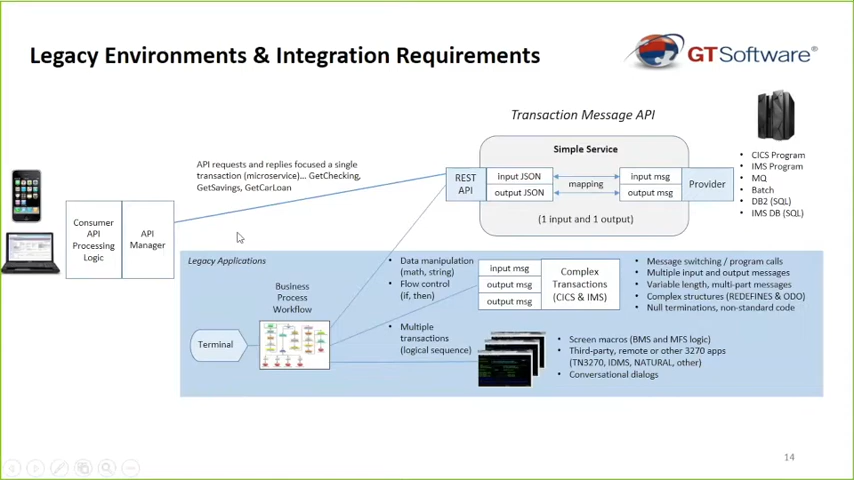 Legacy Environments & Integration Requirements
GTSoftware®
Transaction Message API
Simple Service
REST
API
input JSON
output JSON
mapping
input msg
output msg
Provider
(1 input and 1 output)
• CICS Program
• IMS Program
• MQ
• Batch
• DB2 (SQL)
• IMS DB (SQL)
API requests and replies focused a single
transaction (microservice)... GetChecking,
GetSavings, GetCarLoan
Consumer
API
Processing
Logic
API
Manager
Legacy Applications
Business
Process
Workflow
Terminal
• Data manipulation
(math, string)
• Flow control
(if, then)
• Multiple
transactions
(logical sequence)
input msg
output msg
output msg
Complex
Transactions
(CICS & IMS)
• Message switching / program calls
• Multiple input and output messages
• Variable length, multi-part messages
• Complex structures (REDEFINES & ODO)
• Null terminations, non-standard code
• Screen macros (BMS and MFS logic)
• Third-party, remote or other 3270 apps
(TN3270, IDMS, NATURAL, other)
• Conversational dialogs
14